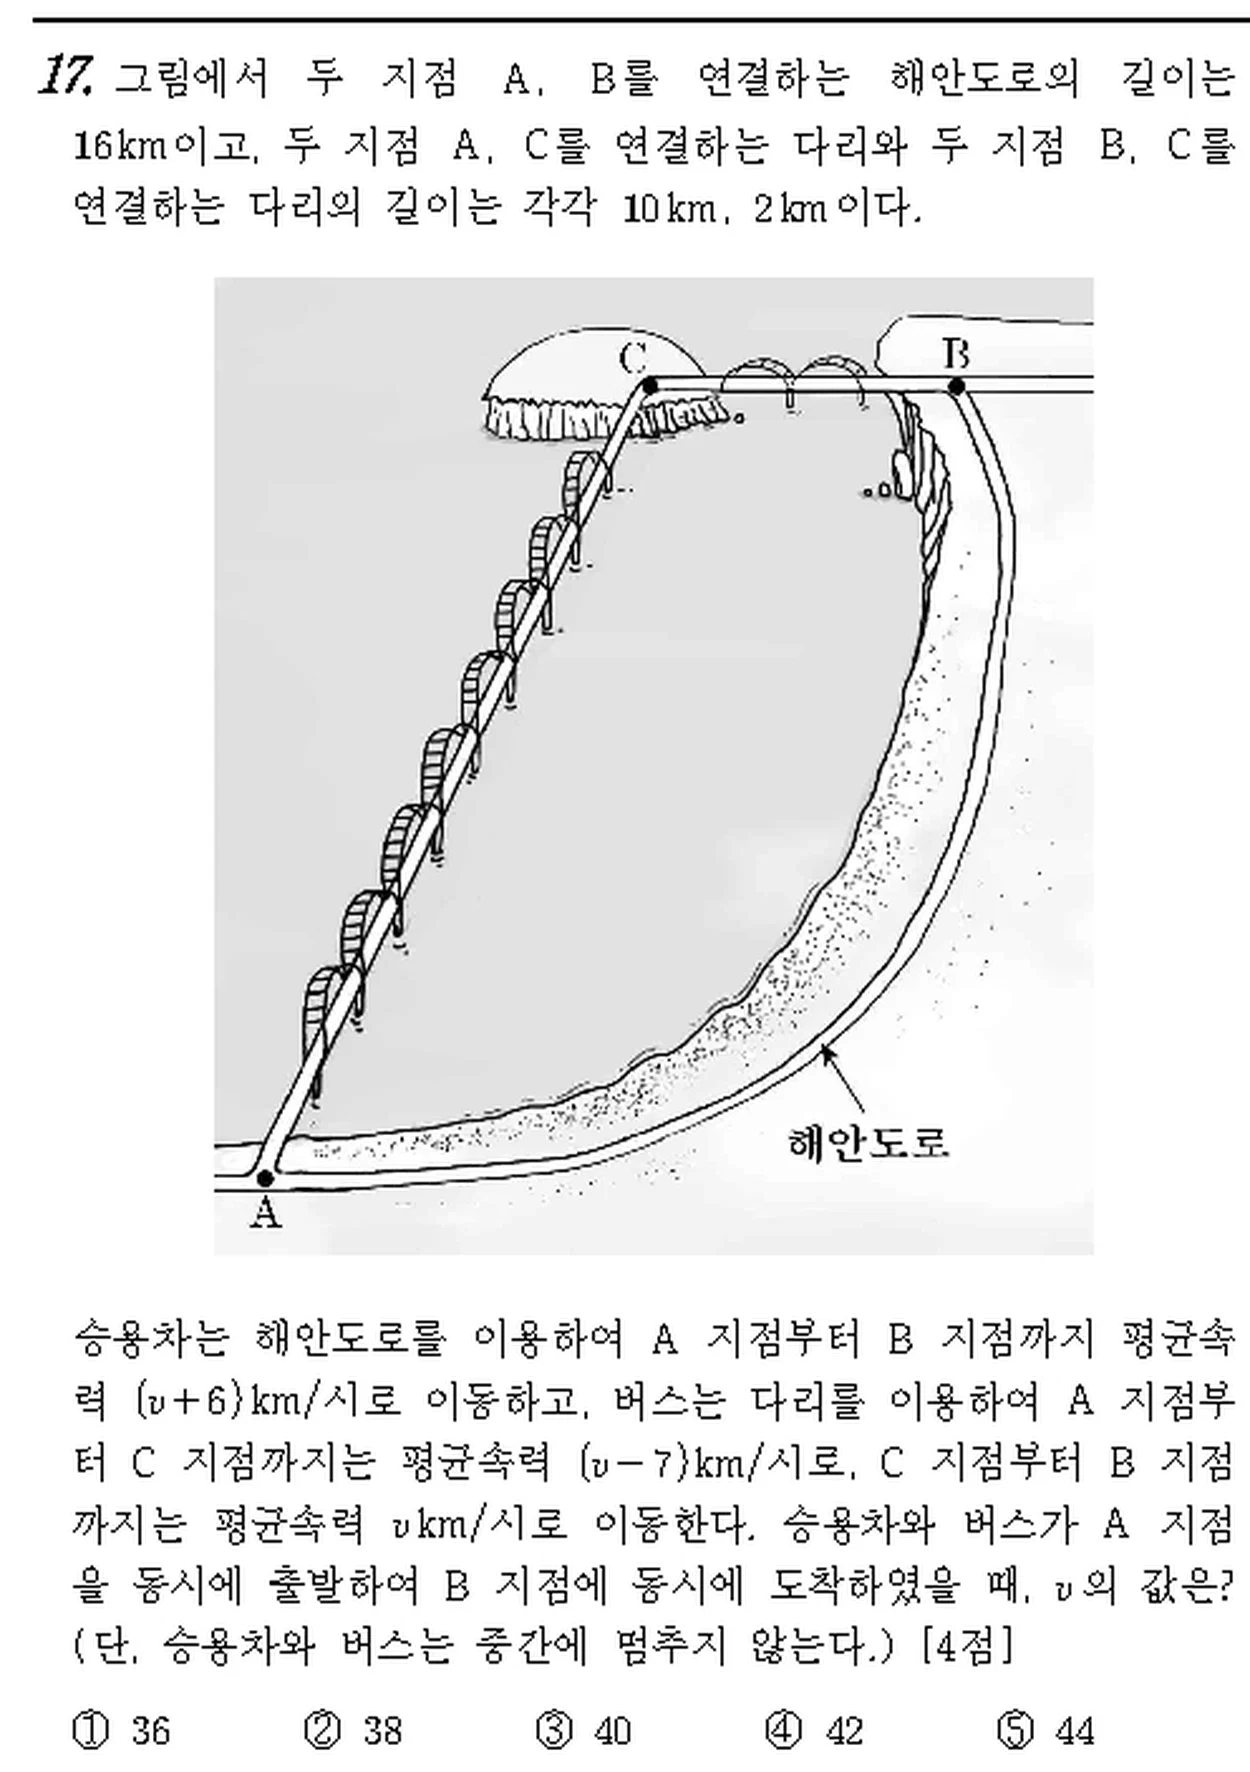 17. 그림에서 두 지점 A, B를 연결하는 해안도로의 길이는
16km이고, 두 지점 A, C를 연결하는 다리와 두 지점 B, C를
연결하는 다리의 길이는 각각 10km, 2km이다.
C
B
해안도로
A
승용차는 해안도로를 이용하여 A 지점부터 B 지점까지 평균속
력 (v+6)km/시로 이동하고, 버스는 다리를 이용하여 A 지점부
터 C 지점까지는 평균속력 (v-7)km/시로, C 지점부터 B 지점
까지는 평균속력 vkm/시로 이동한다. 승용차와 버스가 A 지점
을 동시에 출발하여 B 지점에 동시에 도착하였을 때, v의 값은?
(단, 승용차와 버스는 중간에 멈추지 않는다.) [4점]
① 36 ② 38 ③ 40 ④ 42 ⑤ 44